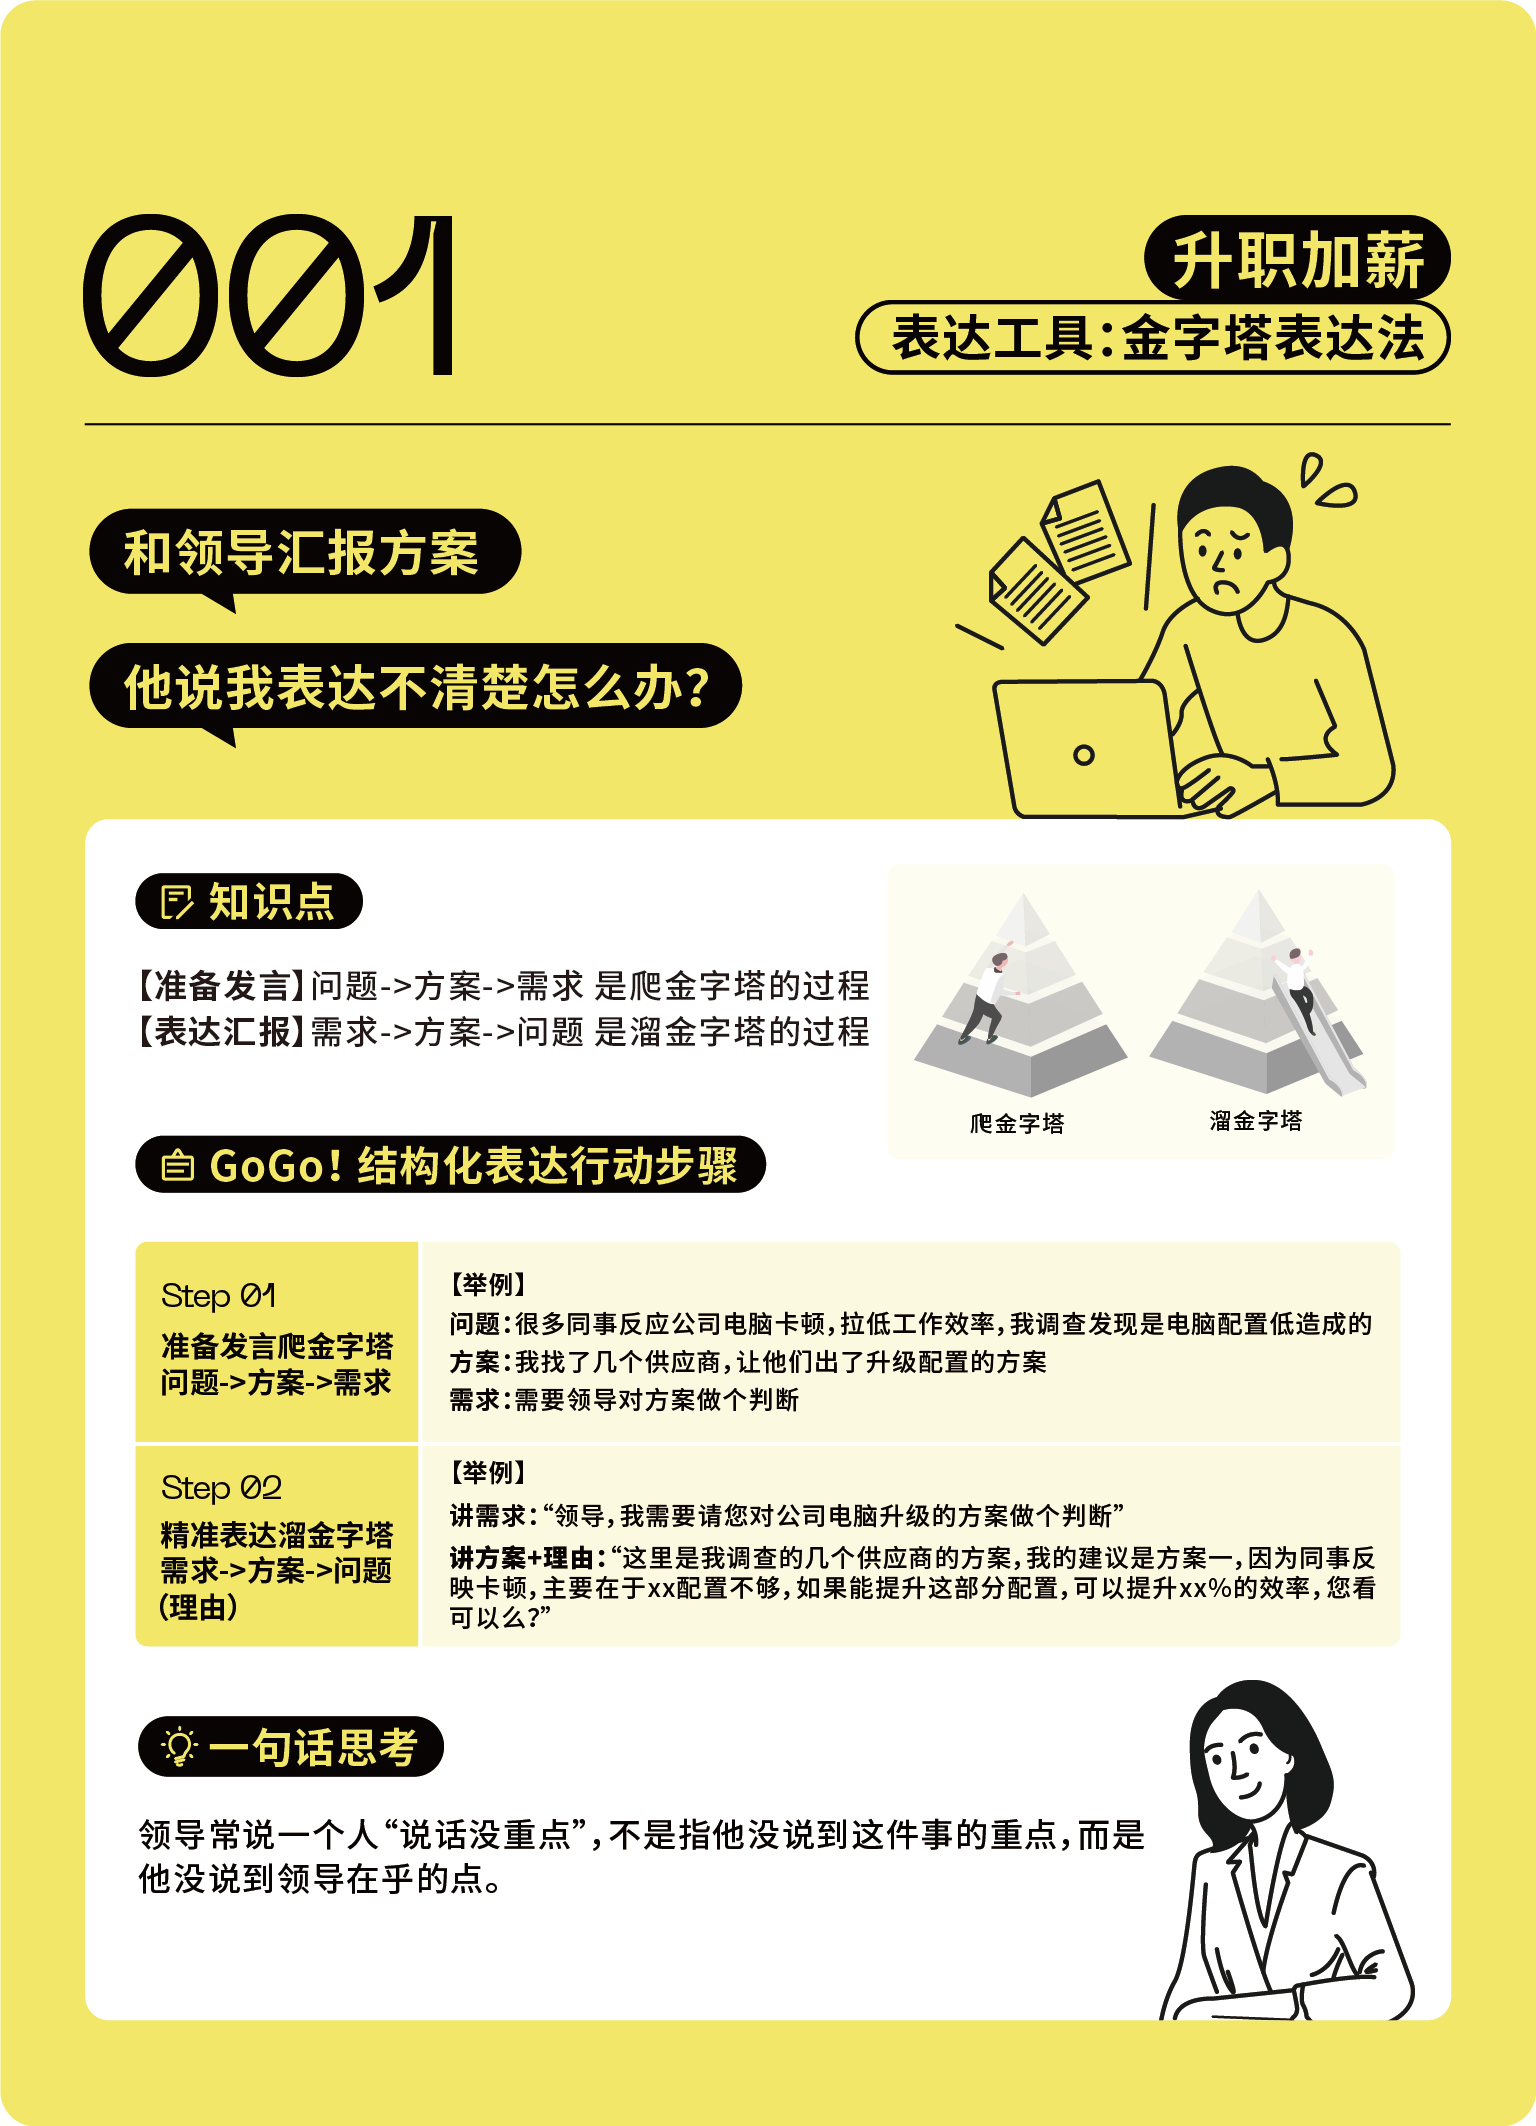 001
升职加薪
表达工具：金字塔表达法
和领导汇报方案
他说我表达不清楚怎么办？
知识点
【准备发言】问题->方案->需求 是爬金字塔的过程
【表达汇报】需求->方案->问题 是溜金字塔的过程
爬金字塔
溜金字塔
GoGo！结构化表达行动步骤
Step 01
准备发言爬金字塔
问题->方案->需求
【举例】
问题：很多同事反应公司电脑卡顿，拉低工作效率，我调查发现是电脑配置低造成的
方案：我找了几个供应商，让他们出了升级配置的方案
需求：需要领导对方案做个判断
Step 02
精准表达溜金字塔
需求->方案->问题
（理由）
【举例】
讲需求：“领导，我需要请您对公司电脑升级的方案做个判断”
讲方案+理由：“这里是我调查的几个供应商的方案，我的建议是方案一，因为同事反
映卡顿，主要在于xx配置不够，如果能提升这部分配置，可以提升xx%的效率，您看
可以么？”
一句话思考
领导常说一个人“说话没重点”，不是指他没说到这件事的重点，而是
他没说到领导在乎的点。